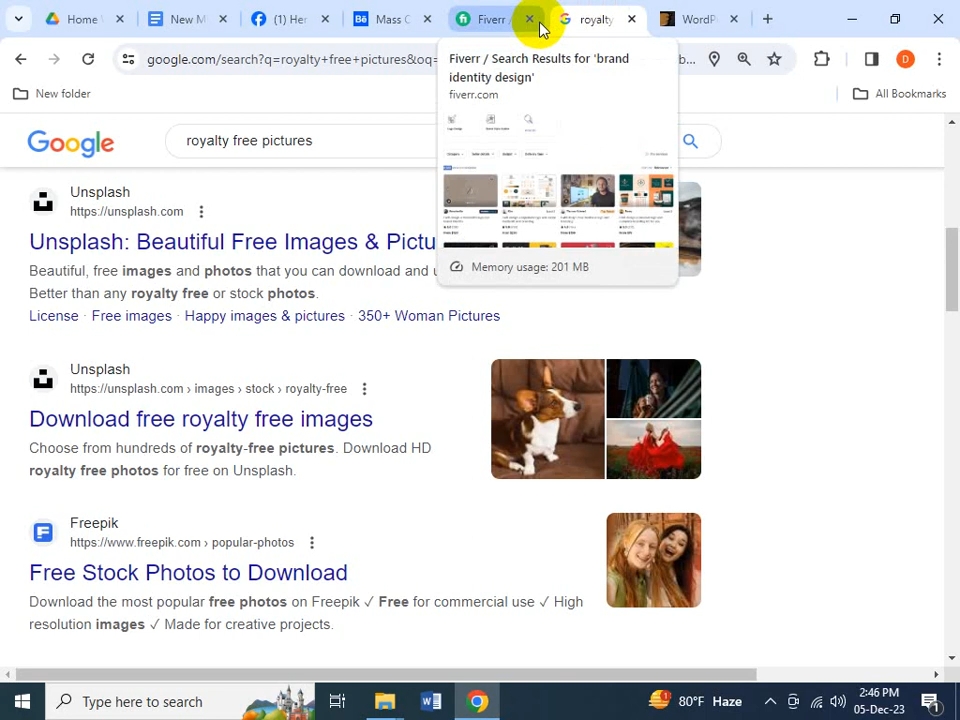 Home
New M
(1) Her
Mass C
Fiverr /
royalty
WordP
google.com/search?q=royalty+free+pictures&oq=
b...
D
New folder
All Bookmarks
Fiverr / Search Results for 'brand
identity design'
fiverr.com
Memory usage: 201 MB
Google
royalty free pictures
Unsplash
https://unsplash.com
Unsplash: Beautiful Free Images & Pictu
Beautiful, free images and photos that you can download and u
Better than any royalty free or stock photos.
License · Free images · Happy images & pictures · 350+ Woman Pictures
Unsplash
https://unsplash.com › images › stock › royalty-free
Download free royalty free images
Choose from hundreds of royalty-free pictures. Download HD
royalty free photos for free on Unsplash.
Freepik
https://www.freepik.com › popular-photos
Free Stock Photos to Download
Download the most popular free photos on Freepik ✓ Free for commercial use ✓ High
resolution images ✓ Made for creative projects.
Type here to search
80°F Haze
2:46 PM
05-Dec-23
1